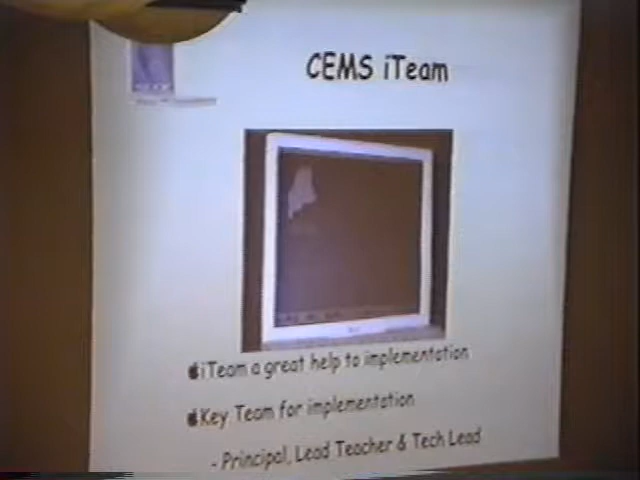 CEMS iTeam
iTeam a great help to implementation
Key Team for implementation
- Principal, Lead Teacher & Tech Lead